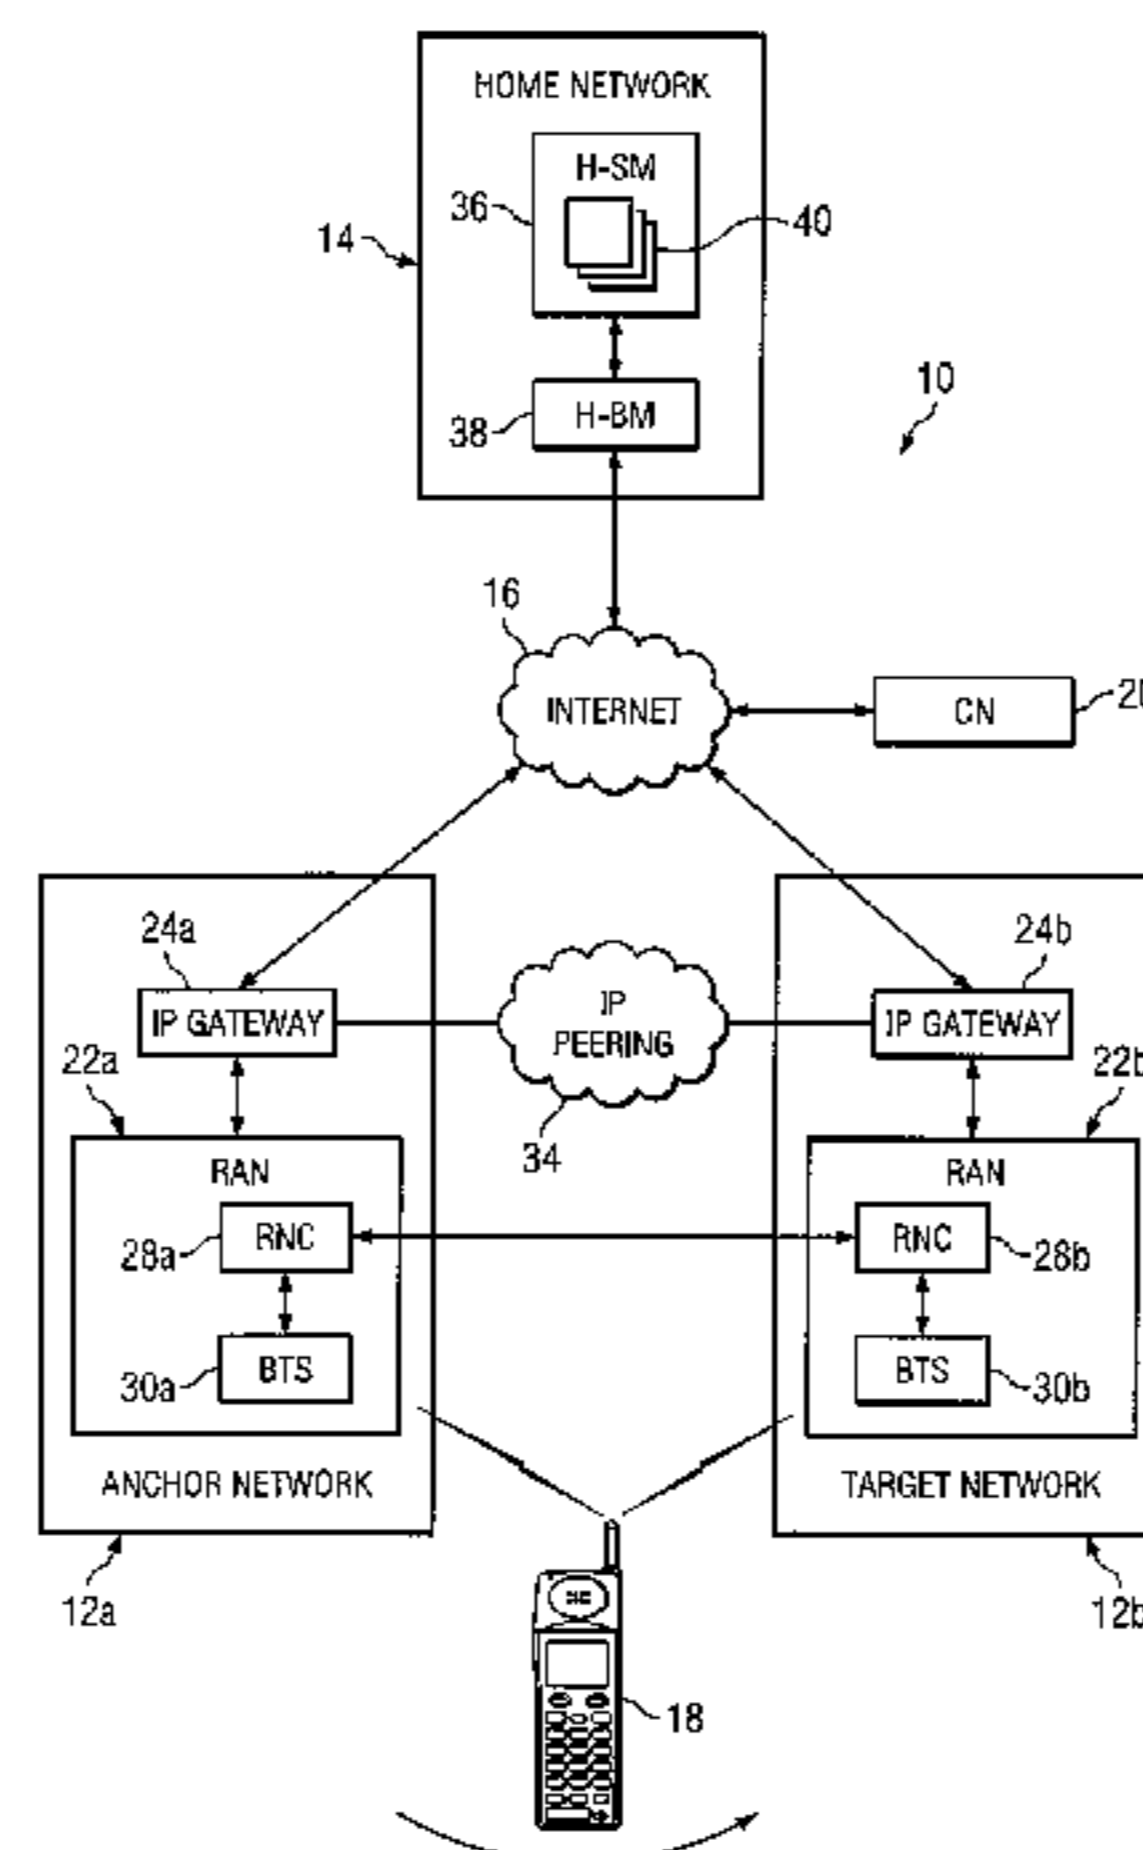 HOME NETWORK
H-SM
36
40
14
10
38
H-BM
16
INTERNET
CN
24a
24b
IP GATEWAY
IP
PEERING
IP GATEWAY
22a
34
RAN
RAN
RNC
RNC
28a
28b
BTS
BTS
30a
30b
ANCHOR NETWORK
TARGET NETWORK
12a
18